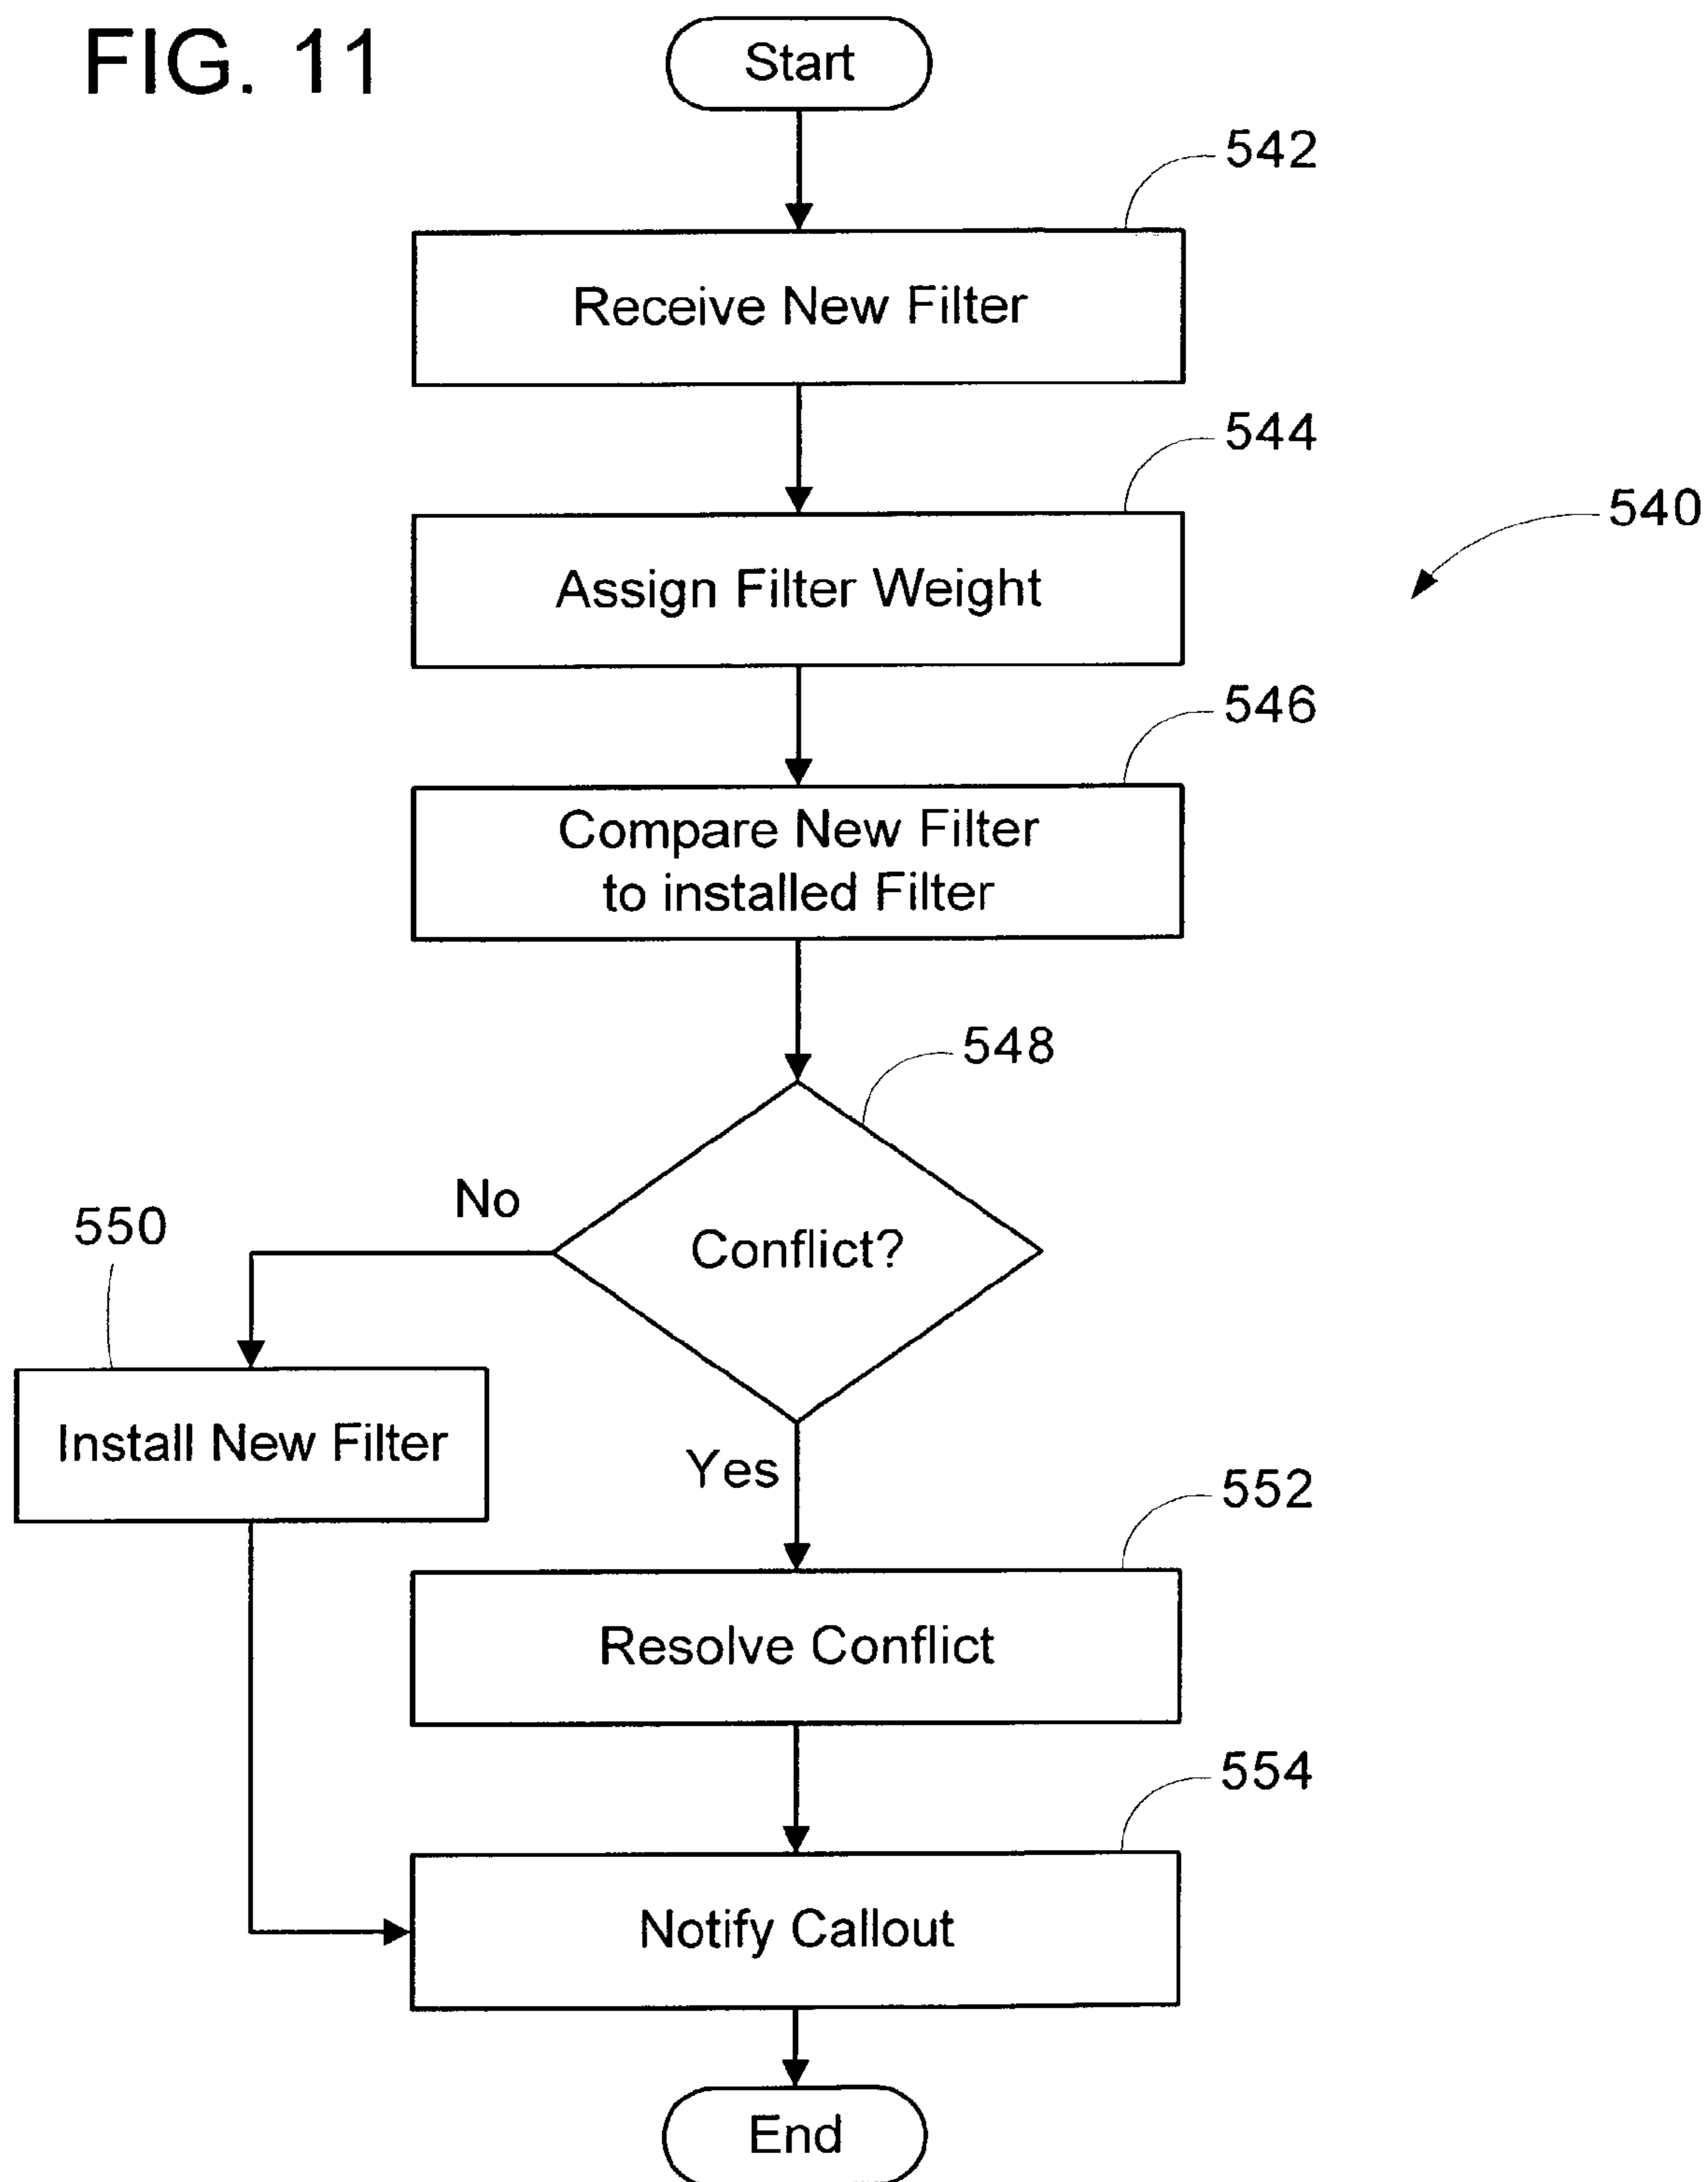 FIG. 11
Start
542
Receive New Filter
544
540
Assign Filter Weight
546
Compare New Filter
to installed Filter
548
Conflict?
No
550
Install New Filter
Yes
552
Resolve Conflict
554
Notify Callout
End